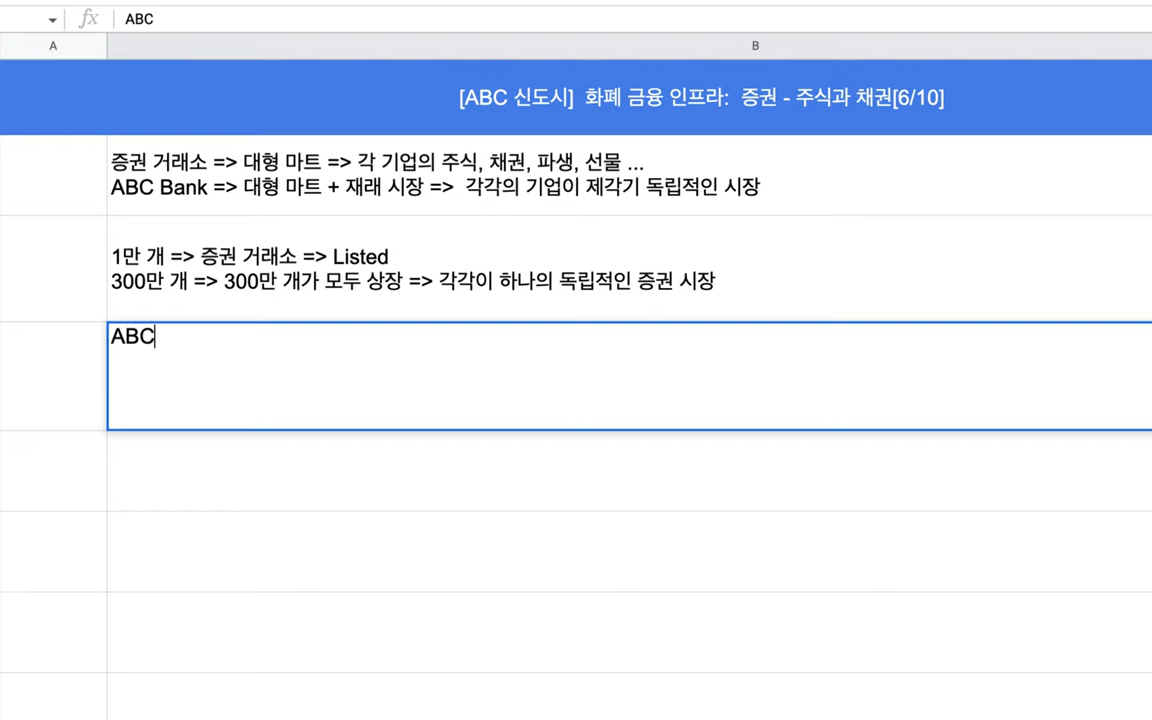 fx ABC
A B
[ABC 신도시]  화폐 금융 인프라:  증권 - 주식과 채권[6/10]
증권 거래소 => 대형 마트 => 각 기업의 주식, 채권, 파생, 선물 ...
ABC Bank => 대형 마트 + 재래 시장 =>  각각의 기업이 제각기 독립적인 시장
1만 개 => 증권 거래소 => Listed
300만 개 => 300만 개가 모두 상장 => 각각이 하나의 독립적인 증권 시장
ABC